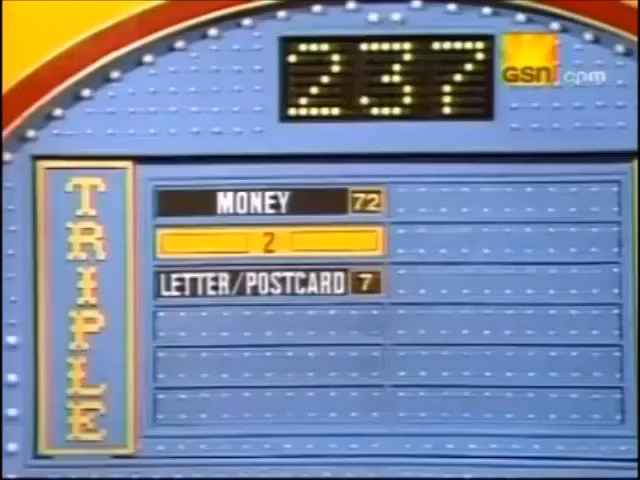 237
GSN.com
TRIPLE
MONEY 72
2
LETTER/POSTCARD 7